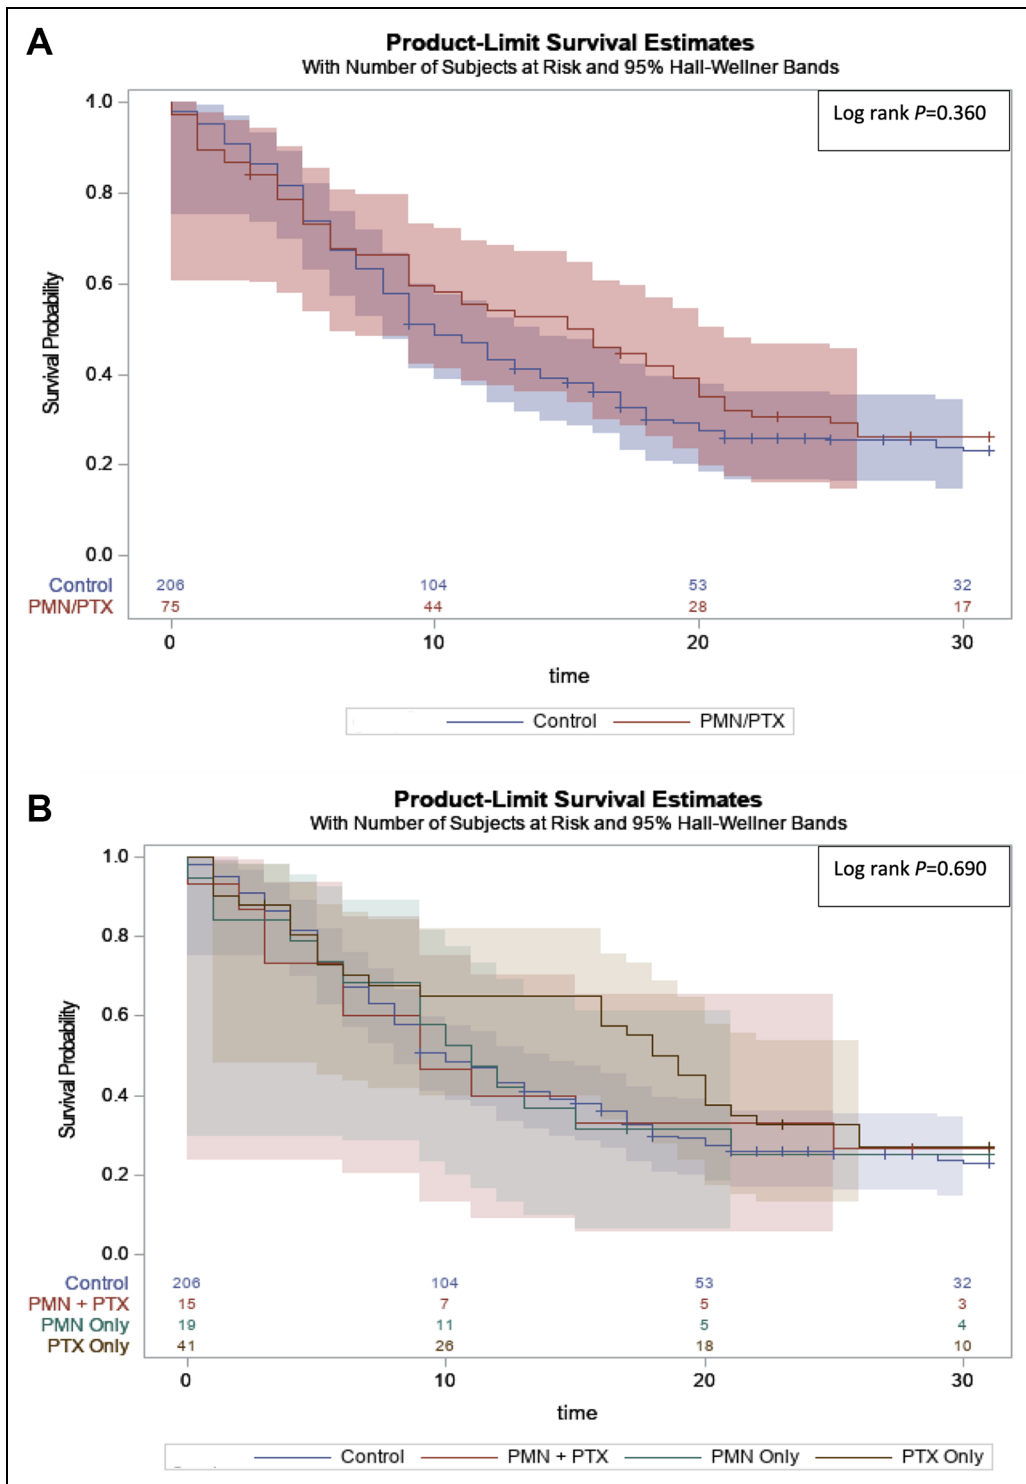 A
Product-Limit Survival Estimates
With Number of Subjects at Risk and 95% Hall-Wellner Bands
Log rank P=0.360
1.0
0.8
0.6
0.4
0.2
0.0
Survival Probability
Control 206 104 53 32
PMN/PTX 75 44 28 17
0 10 20 30
time
Control PMN/PTX
B
Product-Limit Survival Estimates
With Number of Subjects at Risk and 95% Hall-Wellner Bands
Log rank P=0.690
1.0
0.8
0.6
0.4
0.2
0.0
Survival Probability
Control 206 104 53 32
PMN + PTX 15 7 5 3
PMN Only 19 11 5 4
PTX Only 41 26 18 10
0 10 20 30
time
Control PMN + PTX PMN Only PTX Only